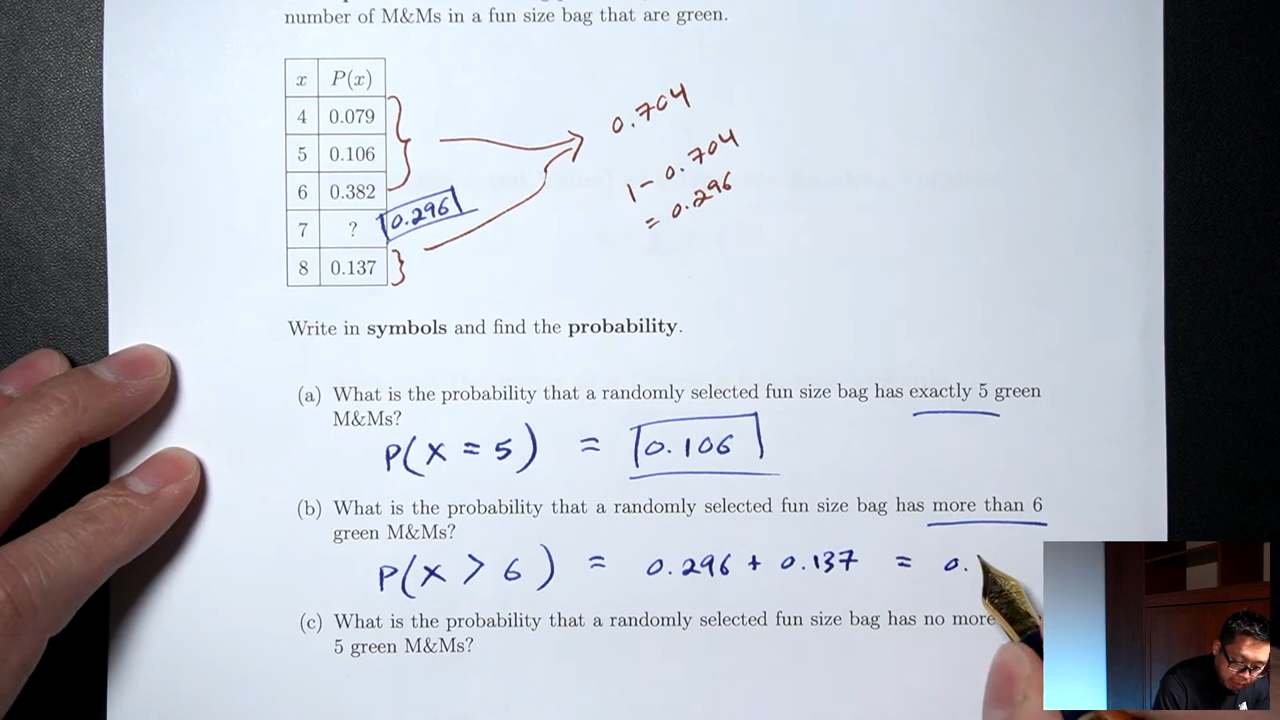 number of M&Ms in a fun size bag that are green.
x P(x)
4 0.079
5 0.106
6 0.382
7 ? 0.296
8 0.137
0.704
1 - 0.704
= 0.296
Write in symbols and find the probability.
(a) What is the probability that a randomly selected fun size bag has exactly 5 green
M&Ms?
P(X = 5) = 0.106
(b) What is the probability that a randomly selected fun size bag has more than 6
green M&Ms?
P(X > 6) = 0.296 + 0.137 = 0.
(c) What is the probability that a randomly selected fun size bag has no more
5 green M&Ms?